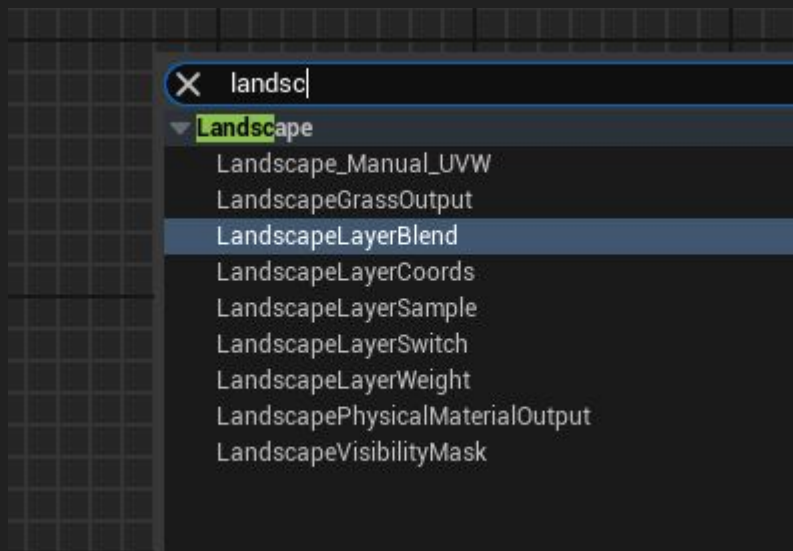 landsc
Landscape
Landscape_Manual_UVW
LandscapeGrassOutput
LandscapeLayerBlend
LandscapeLayerCoords
LandscapeLayerSample
LandscapeLayerSwitch
LandscapeLayerWeight
LandscapePhysicalMaterialOutput
LandscapeVisibilityMask